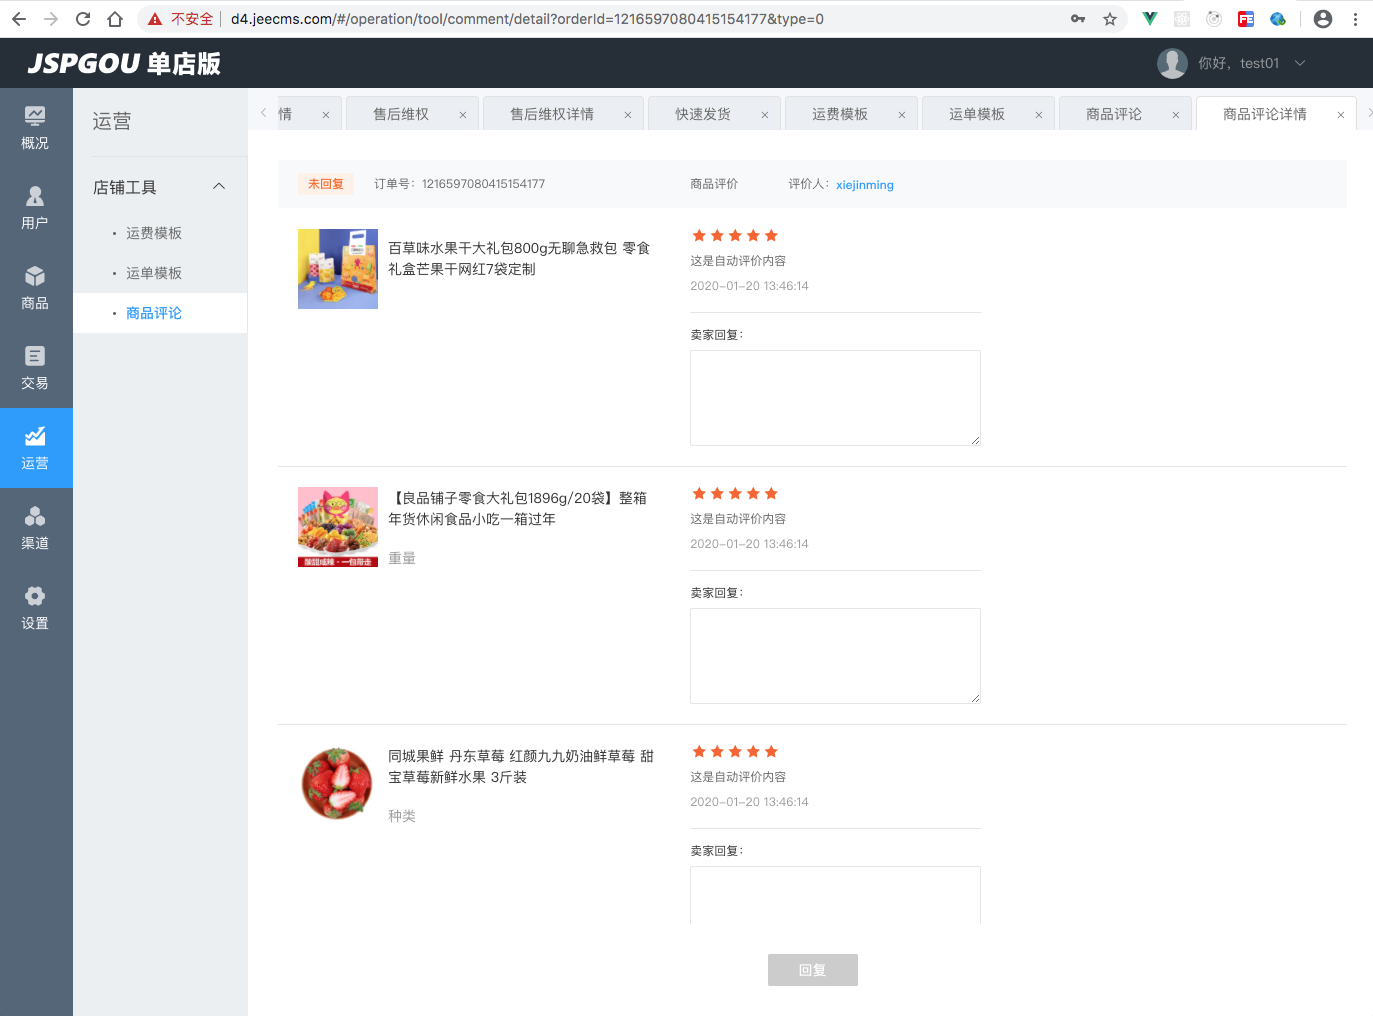 不安全
d4.jeecms.com/#/operation/tool/comment/detail?orderId=1216597080415154177&type=0
JSPGOU 单店版
你好，test01
概况
用户
商品
交易
运营
渠道
设置
运营
店铺工具
运费模板
运单模板
商品评论
情 ×
售后维权 ×
售后维权详情 ×
快速发货 ×
运费模板 ×
运单模板 ×
商品评论 ×
商品评论详情 ×
未回复 订单号：1216597080415154177 商品评价 评价人：xiejinming
百草味水果干大礼包800g无聊急救包 零食
礼盒芒果干网红7袋定制
这是自动评价内容
2020-01-20 13:46:14
卖家回复：
【良品铺子零食大礼包1896g/20袋】整箱
年货休闲食品小吃一箱过年
重量
酸甜咸辣·一包带走
这是自动评价内容
2020-01-20 13:46:14
卖家回复：
同城果鲜 丹东草莓 红颜九九奶油鲜草莓 甜
宝草莓新鲜水果 3斤装
种类
这是自动评价内容
2020-01-20 13:46:14
卖家回复：
回复